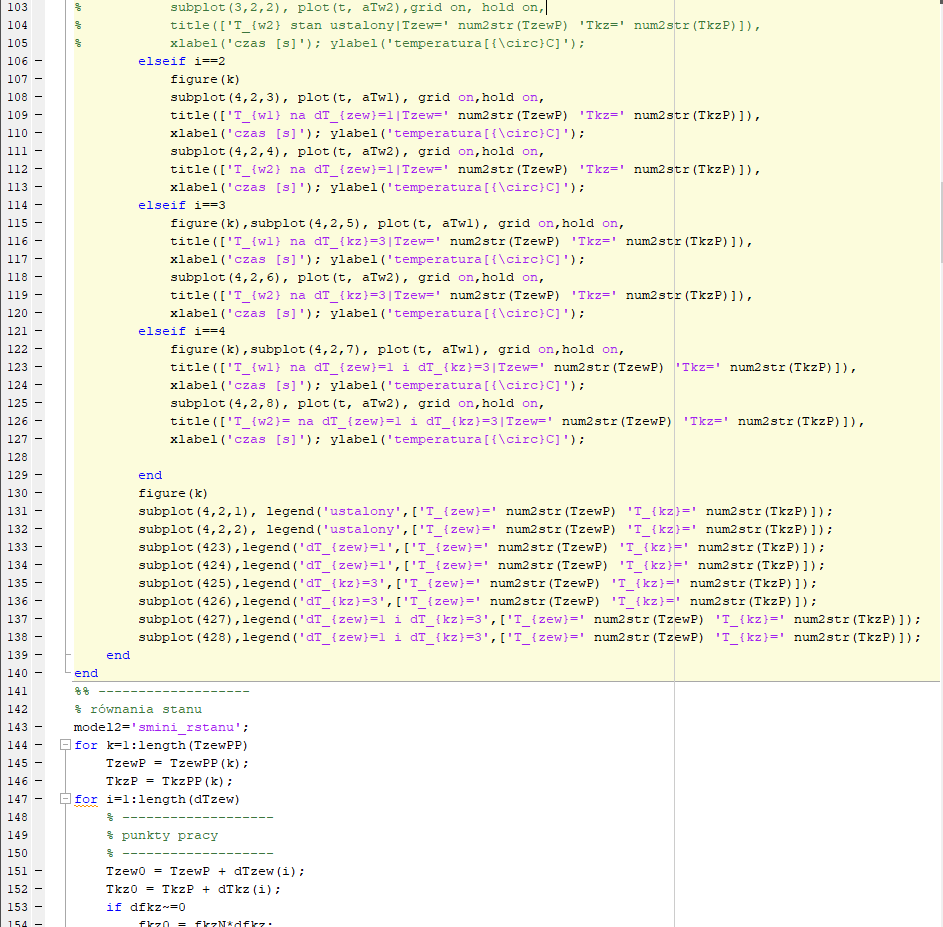 103 %           subplot(3,2,2), plot(t, aTw2),grid on, hold on,
104 %           title(['T_{w2} stan ustalony|Tzew=' num2str(TzewP) 'Tkz=' num2str(TkzP)]),
105 %           xlabel('czas [s]'); ylabel('temperatura[{\circ}C]');
106 –         elseif i==2
107 –             figure(k)
108 –             subplot(4,2,3), plot(t, aTw1), grid on,hold on,
109 –             title(['T_{w1} na dT_{zew}=1|Tzew=' num2str(TzewP) 'Tkz=' num2str(TkzP)]),
110 –             xlabel('czas [s]'); ylabel('temperatura[{\circ}C]');
111 –             subplot(4,2,4), plot(t, aTw2), grid on,hold on,
112 –             title(['T_{w2} na dT_{zew}=1|Tzew=' num2str(TzewP) 'Tkz=' num2str(TkzP)]),
113 –             xlabel('czas [s]'); ylabel('temperatura[{\circ}C]');
114 –         elseif i==3
115 –             figure(k),subplot(4,2,5), plot(t, aTw1), grid on,hold on,
116 –             title(['T_{w1} na dT_{kz}=3|Tzew=' num2str(TzewP) 'Tkz=' num2str(TkzP)]),
117 –             xlabel('czas [s]'); ylabel('temperatura[{\circ}C]');
118 –             subplot(4,2,6), plot(t, aTw2), grid on,hold on,
119 –             title(['T_{w2} na dT_{kz}=3|Tzew=' num2str(TzewP) 'Tkz=' num2str(TkzP)]),
120 –             xlabel('czas [s]'); ylabel('temperatura[{\circ}C]');
121 –         elseif i==4
122 –             figure(k),subplot(4,2,7), plot(t, aTw1), grid on,hold on,
123 –             title(['T_{w1} na dT_{zew}=1 i dT_{kz}=3|Tzew=' num2str(TzewP) 'Tkz=' num2str(TkzP)]),
124 –             xlabel('czas [s]'); ylabel('temperatura[{\circ}C]');
125 –             subplot(4,2,8), plot(t, aTw2), grid on,hold on,
126 –             title(['T_{w2}= na dT_{zew}=1 i dT_{kz}=3|Tzew=' num2str(TzewP) 'Tkz=' num2str(TkzP)]),
127 –             xlabel('czas [s]'); ylabel('temperatura[{\circ}C]');
128
129 –         end
130 –         figure(k)
131 –         subplot(4,2,1), legend('ustalony',['T_{zew}=' num2str(TzewP) 'T_{kz}=' num2str(TkzP)]);
132 –         subplot(4,2,2), legend('ustalony',['T_{zew}=' num2str(TzewP) 'T_{kz}=' num2str(TkzP)]);
133 –         subplot(423),legend('dT_{zew}=1',['T_{zew}=' num2str(TzewP) 'T_{kz}=' num2str(TkzP)]);
134 –         subplot(424),legend('dT_{zew}=1',['T_{zew}=' num2str(TzewP) 'T_{kz}=' num2str(TkzP)]);
135 –         subplot(425),legend('dT_{kz}=3',['T_{zew}=' num2str(TzewP) 'T_{kz}=' num2str(TkzP)]);
136 –         subplot(426),legend('dT_{kz}=3',['T_{zew}=' num2str(TzewP) 'T_{kz}=' num2str(TkzP)]);
137 –         subplot(427),legend('dT_{zew}=1 i dT_{kz}=3',['T_{zew}=' num2str(TzewP) 'T_{kz}=' num2str(TkzP)]);
138 –         subplot(428),legend('dT_{zew}=1 i dT_{kz}=3',['T_{zew}=' num2str(TzewP) 'T_{kz}=' num2str(TkzP)]);
139 –     end
140 – end
141 %% -------------------
142 % równania stanu
143 – model2='smini_rstanu';
144 – for k=1:length(TzewPP)
145 –     TzewP = TzewPP(k);
146 –     TkzP = TkzPP(k);
147 – for i=1:length(dTzew)
148     % -------------------
149     % punkty pracy
150     % -------------------
151 –     Tzew0 = TzewP + dTzew(i);
152 –     Tkz0 = TkzP + dTkz(i);
153 –     if dfkz~=0
154 –         fkz0 = fkzN*dfkz;